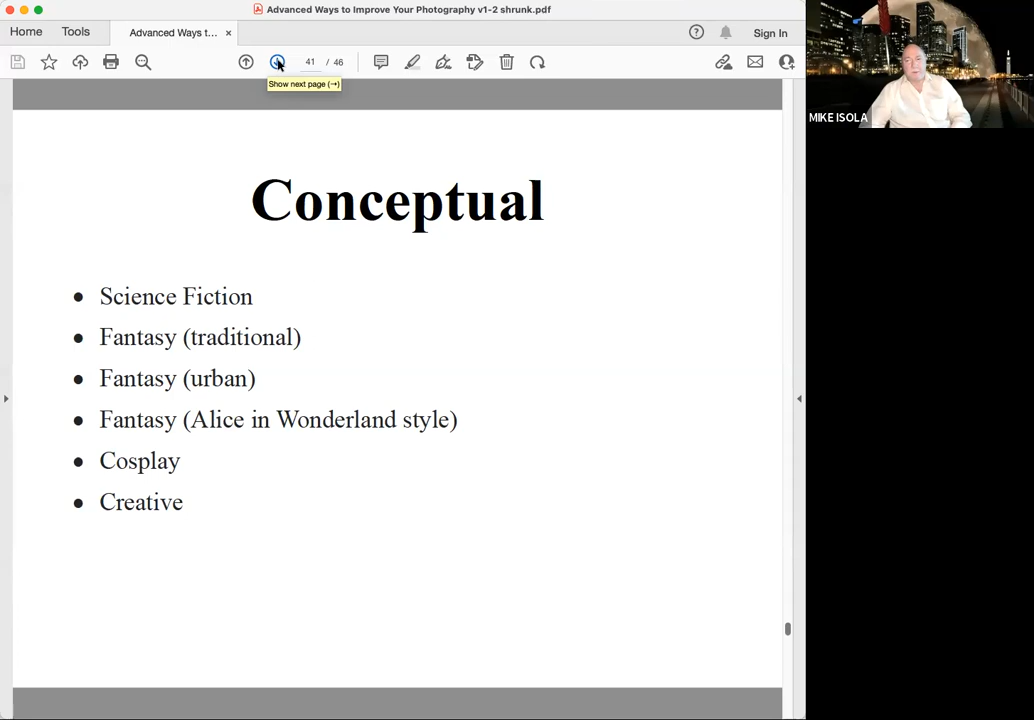 Advanced Ways to Improve Your Photography v1-2 shrunk.pdf
Home
Tools
Advanced Ways t...
×
Sign In
41 / 46
Show next page (→)
MIKE ISOLA
Conceptual
• Science Fiction
• Fantasy (traditional)
• Fantasy (urban)
• Fantasy (Alice in Wonderland style)
• Cosplay
• Creative